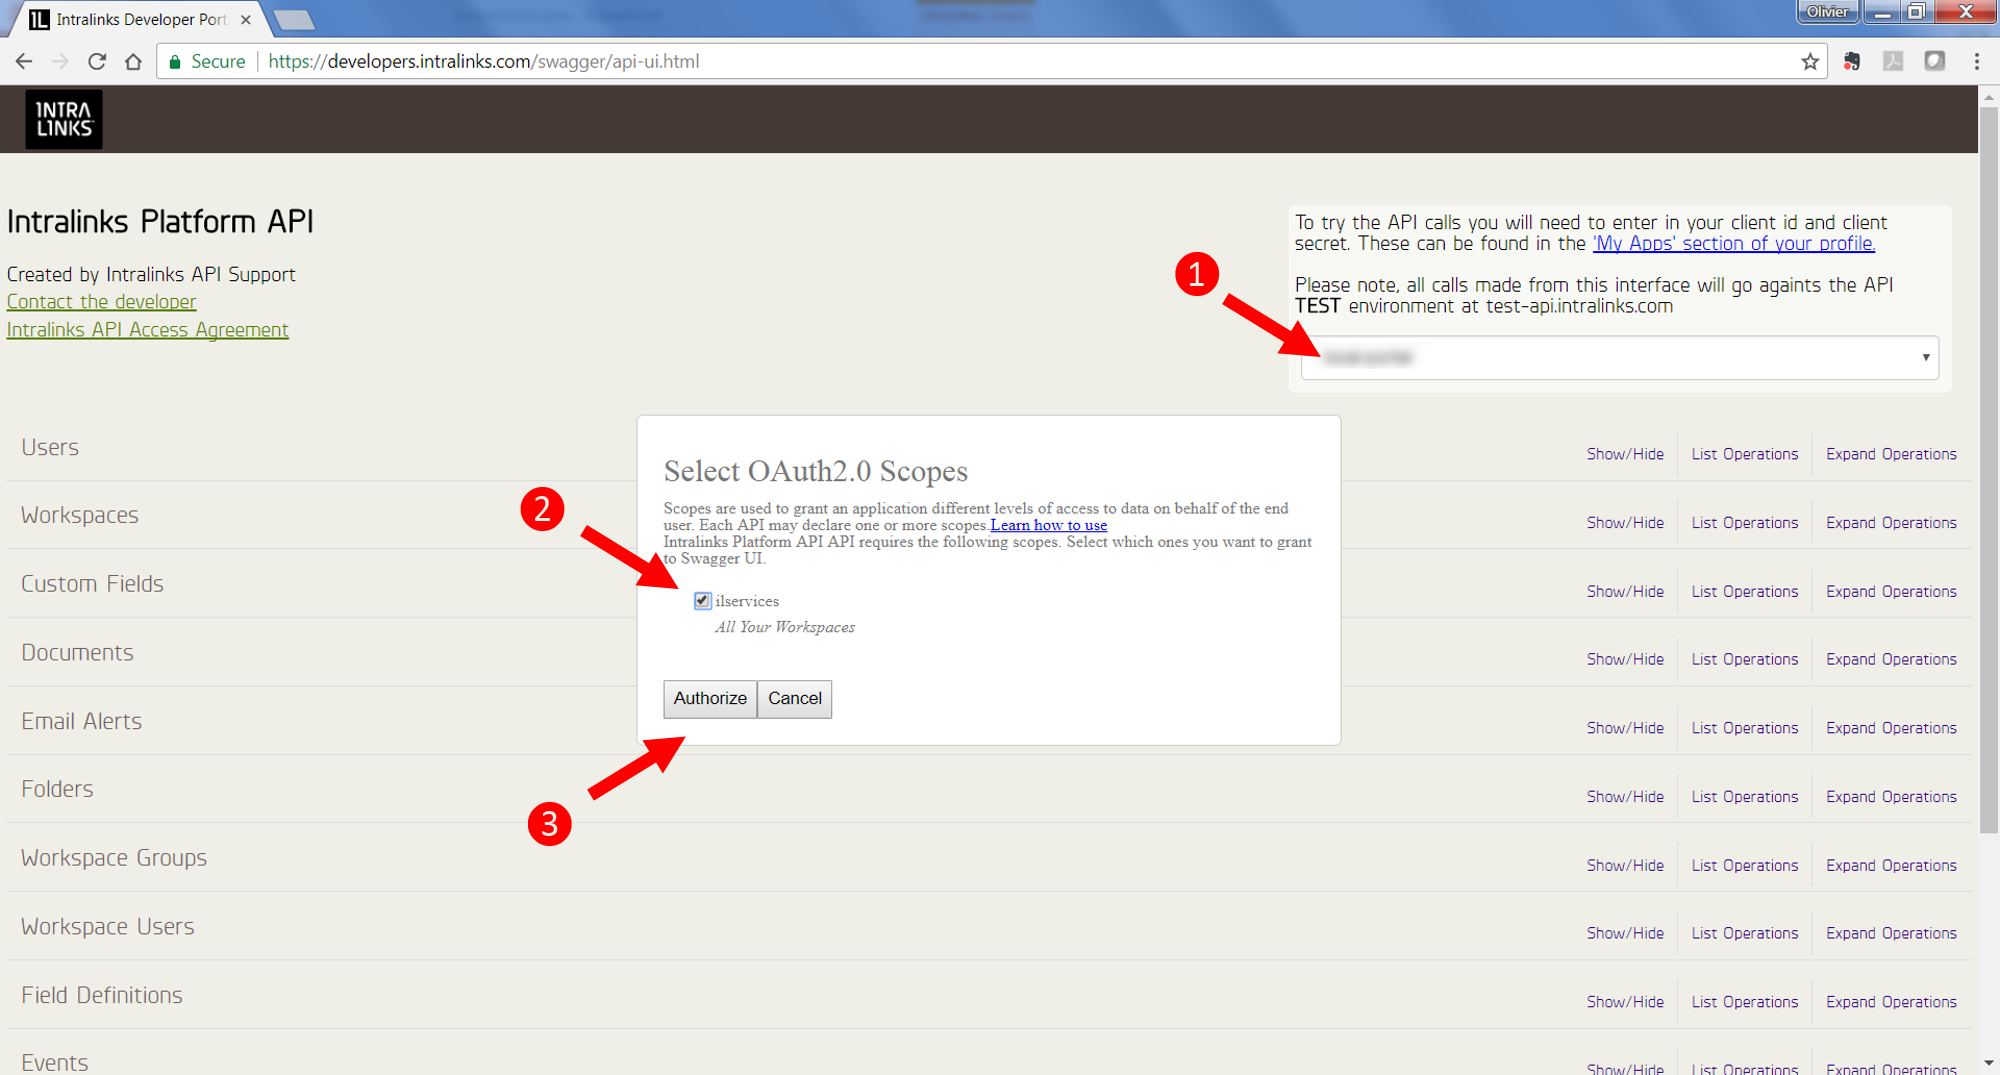 Intralinks Developer Port
Olivier
Secure
https://developers.intralinks.com/swagger/api-ui.html
INTRA
LINKS
Intralinks Platform API
Created by Intralinks API Support
Contact the developer
Intralinks API Access Agreement
To try the API calls you will need to enter in your client id and client
secret. These can be found in the 'My Apps' section of your profile.
Please note, all calls made from this interface will go againts the API
TEST environment at test-api.intralinks.com
1
Select OAuth2.0 Scopes
Scopes are used to grant an application different levels of access to data on behalf of the end
user. Each API may declare one or more scopes.Learn how to use
Intralinks Platform API API requires the following scopes. Select which ones you want to grant
to Swagger UI.
2
ilservices
All Your Workspaces
Authorize Cancel
3
Users Show/Hide List Operations Expand Operations
Workspaces Show/Hide List Operations Expand Operations
Custom Fields Show/Hide List Operations Expand Operations
Documents Show/Hide List Operations Expand Operations
Email Alerts Show/Hide List Operations Expand Operations
Folders Show/Hide List Operations Expand Operations
Workspace Groups Show/Hide List Operations Expand Operations
Workspace Users Show/Hide List Operations Expand Operations
Field Definitions Show/Hide List Operations Expand Operations
Events Show/Hide List Operations Expand Operations